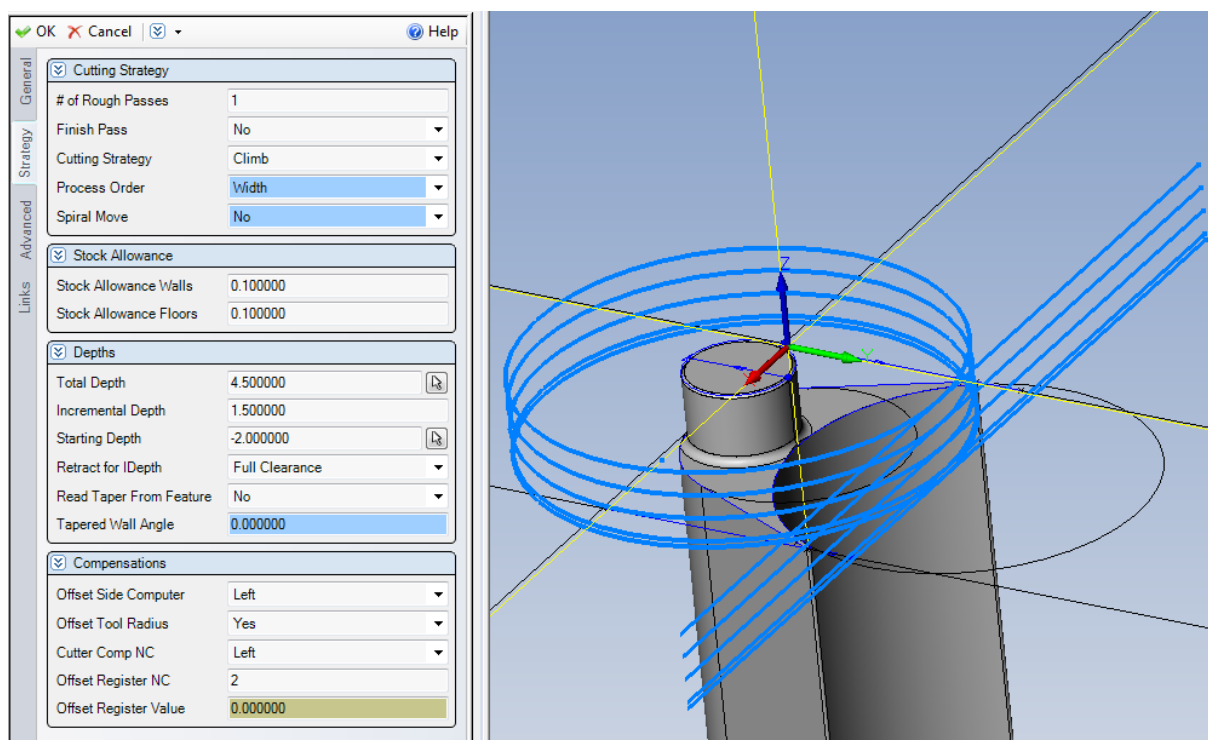 OK Cancel Help
General
Strategy
Advanced
Links
Cutting Strategy
# of Rough Passes 1
Finish Pass No
Cutting Strategy Climb
Process Order Width
Spiral Move No
Stock Allowance
Stock Allowance Walls 0.100000
Stock Allowance Floors 0.100000
Depths
Total Depth 4.500000
Incremental Depth 1.500000
Starting Depth -2.000000
Retract for IDepth Full Clearance
Read Taper From Feature No
Tapered Wall Angle 0.000000
Compensations
Offset Side Computer Left
Offset Tool Radius Yes
Cutter Comp NC Left
Offset Register NC 2
Offset Register Value 0.000000
Z
Y
X